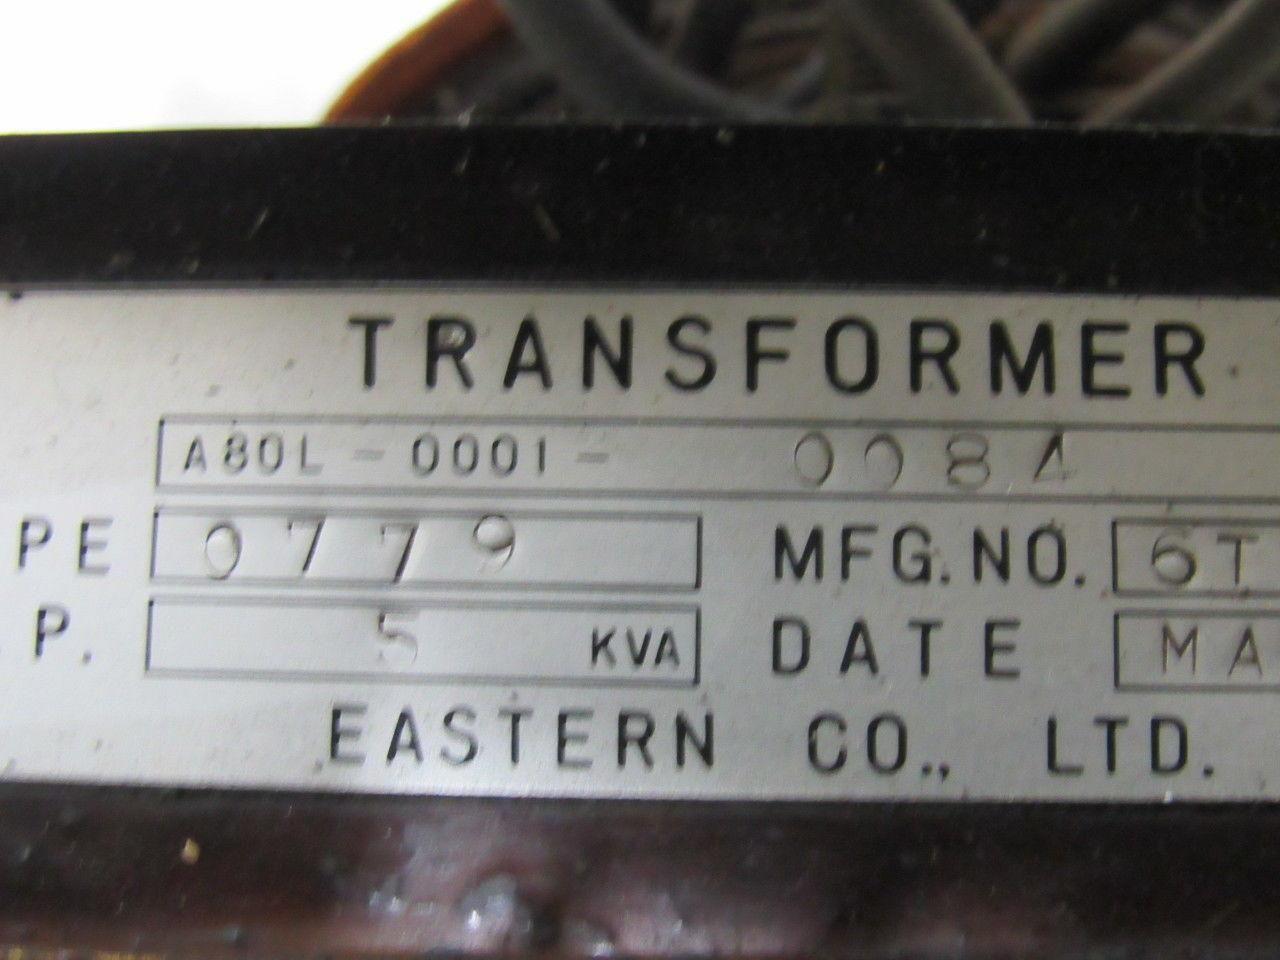 TRANSFORMER
A80L-0001- 0084
PE 0779 MFG.NO. 6T
P. 5 KVA DATE MA
EASTERN CO., LTD.